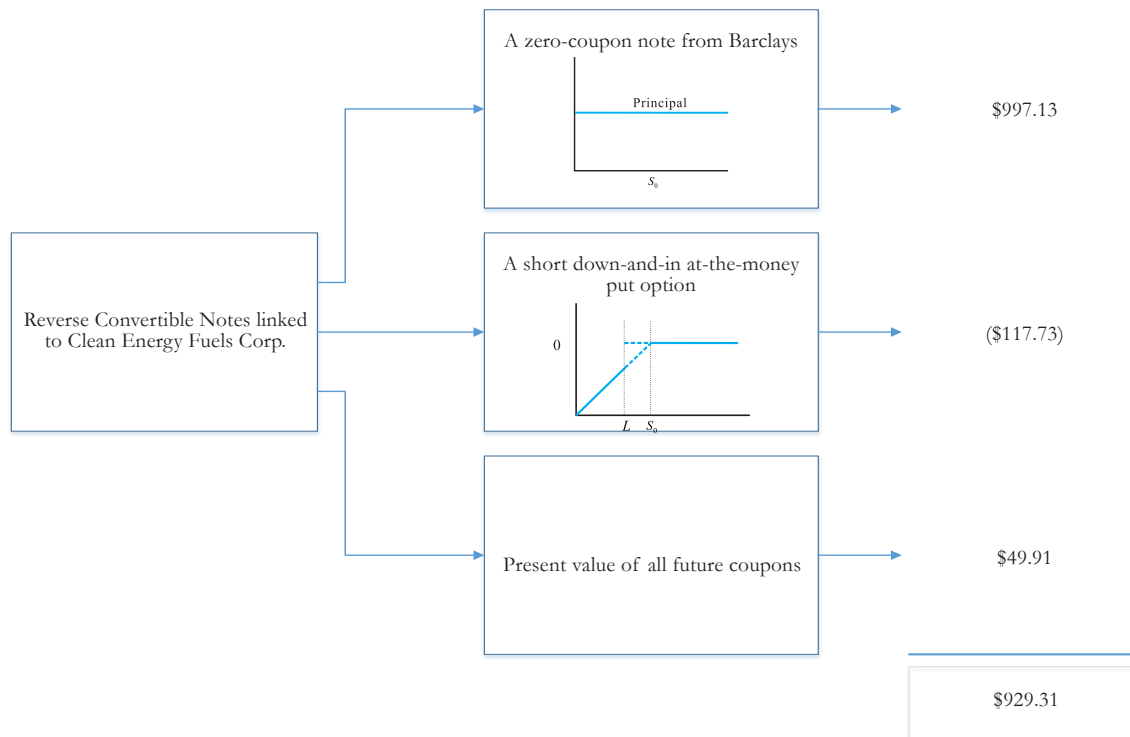 A zero-coupon note from Barclays
Principal
S₀
$997.13
Reverse Convertible Notes linked
to Clean Energy Fuels Corp.
A short down-and-in at-the-money
put option
0
L S₀
($117.73)
Present value of all future coupons
$49.91
$929.31